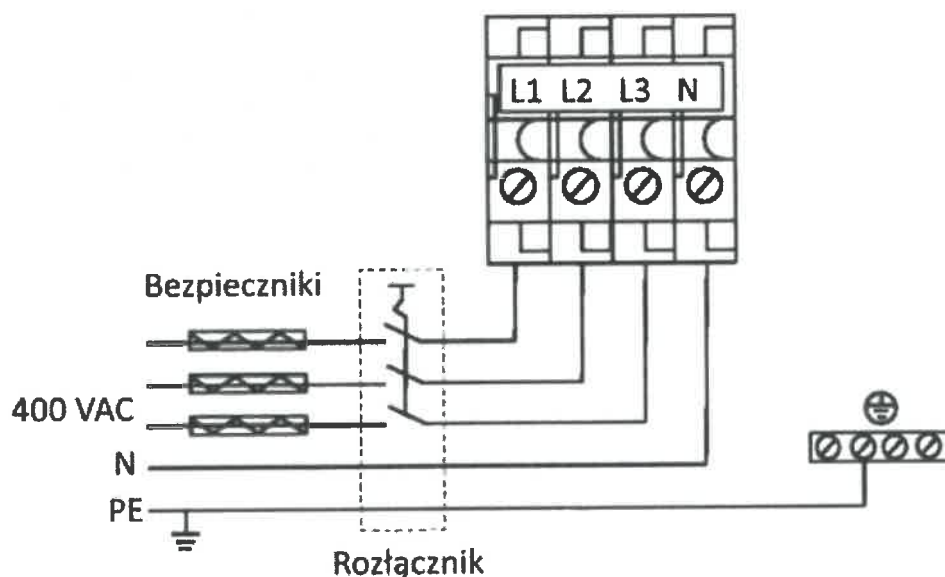 L1 L2 L3 N
Bezpieczniki
400 VAC
N
PE
Rozłącznik